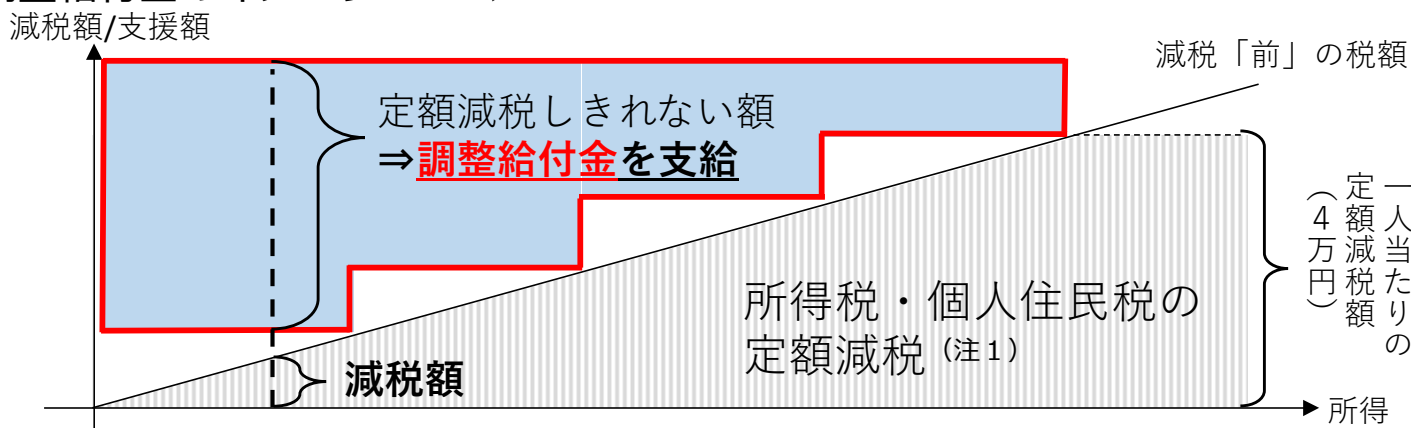 減税額/支援額
減税「前」の税額
定額減税しきれない額
⇒調整給付金を支給
一人当たりの
定額減税額
（４万円）
所得税・個人住民税の
定額減税（注１）
減税額
所得